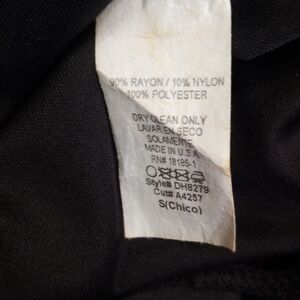 90% RAYON / 10% NYLON
100% POLYESTER
DRY CLEAN ONLY
LAVAR EN SECO
SOLAMENTE
MADE IN U.S.A.
RN# 18185-1
Style# DH8279
Cut# A4257
S(Chico)